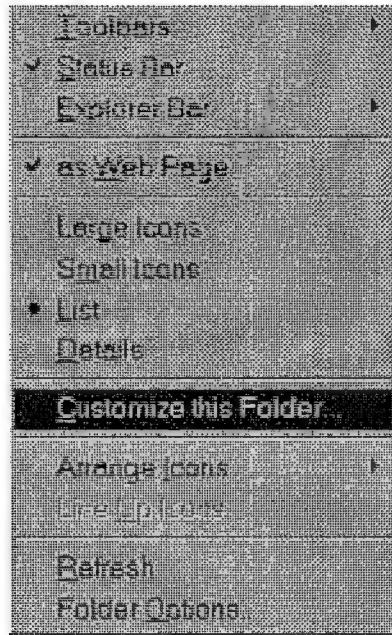 Toolbars
Status Bar
Explorer Bar
as Web Page
Large Icons
Small Icons
List
Details
Customize this Folder...
Arrange Icons
Line Up Icons
Refresh
Folder Options...